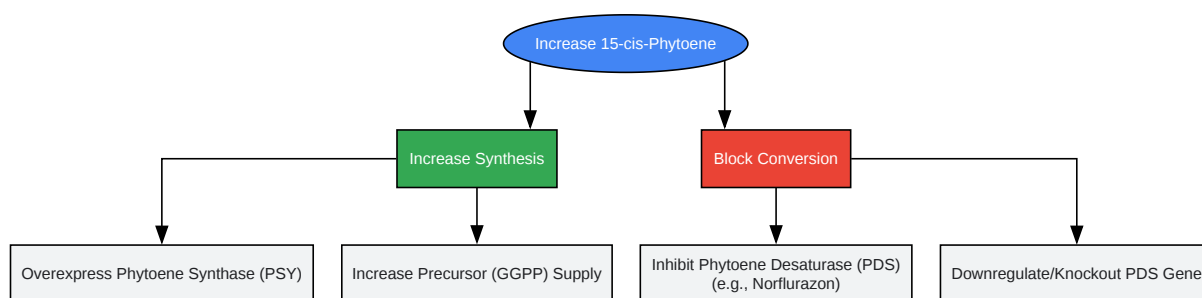 Increase 15-cis-Phytoene
Increase Synthesis
Block Conversion
Overexpress Phytoene Synthase (PSY)
Increase Precursor (GGPP) Supply
Inhibit Phytoene Desaturase (PDS)
(e.g., Norflurazon)
Downregulate/Knockout PDS Gene